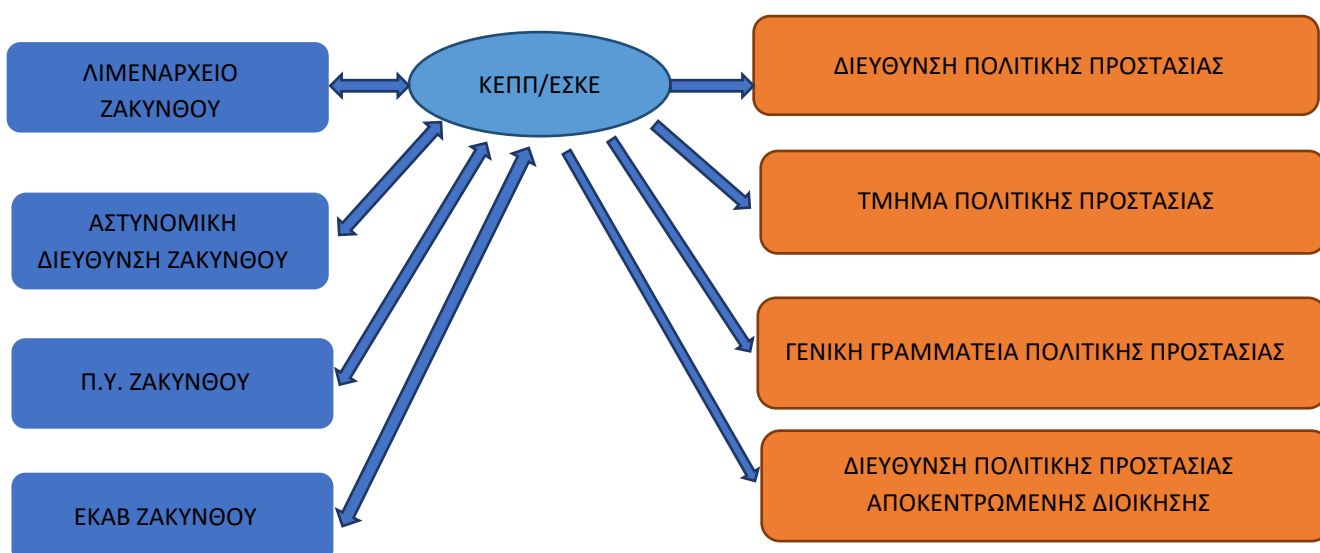 ΛΙΜΕΝΑΡΧΕΙΟ
ΖΑΚΥΝΘΟΥ
ΚΕΠΠ/ΕΣΚΕ
ΔΙΕΥΘΥΝΣΗ ΠΟΛΙΤΙΚΗΣ ΠΡΟΣΤΑΣΙΑΣ
ΑΣΤΥΝΟΜΙΚΗ
ΔΙΕΥΘΥΝΣΗ ΖΑΚΥΝΘΟΥ
ΤΜΗΜΑ ΠΟΛΙΤΙΚΗΣ ΠΡΟΣΤΑΣΙΑΣ
Π.Υ. ΖΑΚΥΝΘΟΥ
ΓΕΝΙΚΗ ΓΡΑΜΜΑΤΕΙΑ ΠΟΛΙΤΙΚΗΣ ΠΡΟΣΤΑΣΙΑΣ
ΕΚΑΒ ΖΑΚΥΝΘΟΥ
ΔΙΕΥΘΥΝΣΗ ΠΟΛΙΤΙΚΗΣ ΠΡΟΣΤΑΣΙΑΣ
ΑΠΟΚΕΝΤΡΩΜΕΝΗΣ ΔΙΟΙΚΗΣΗΣ